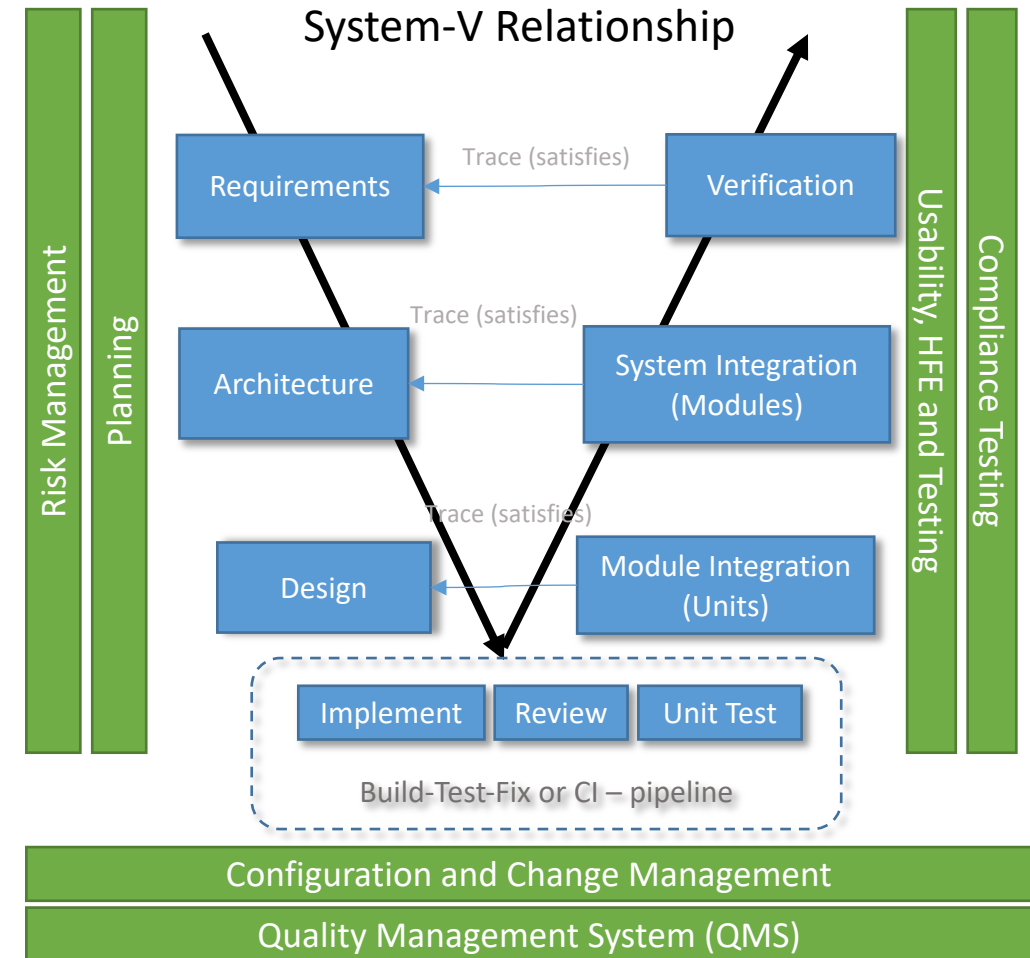 System-V Relationship
Risk Management
Planning
Requirements
Trace (satisfies)
Verification
Architecture
Trace (satisfies)
System Integration
(Modules)
Design
Trace (satisfies)
Module Integration
(Units)
Usability, HFE and Testing
Compliance Testing
Implement
Review
Unit Test
Build-Test-Fix or CI – pipeline
Configuration and Change Management
Quality Management System (QMS)